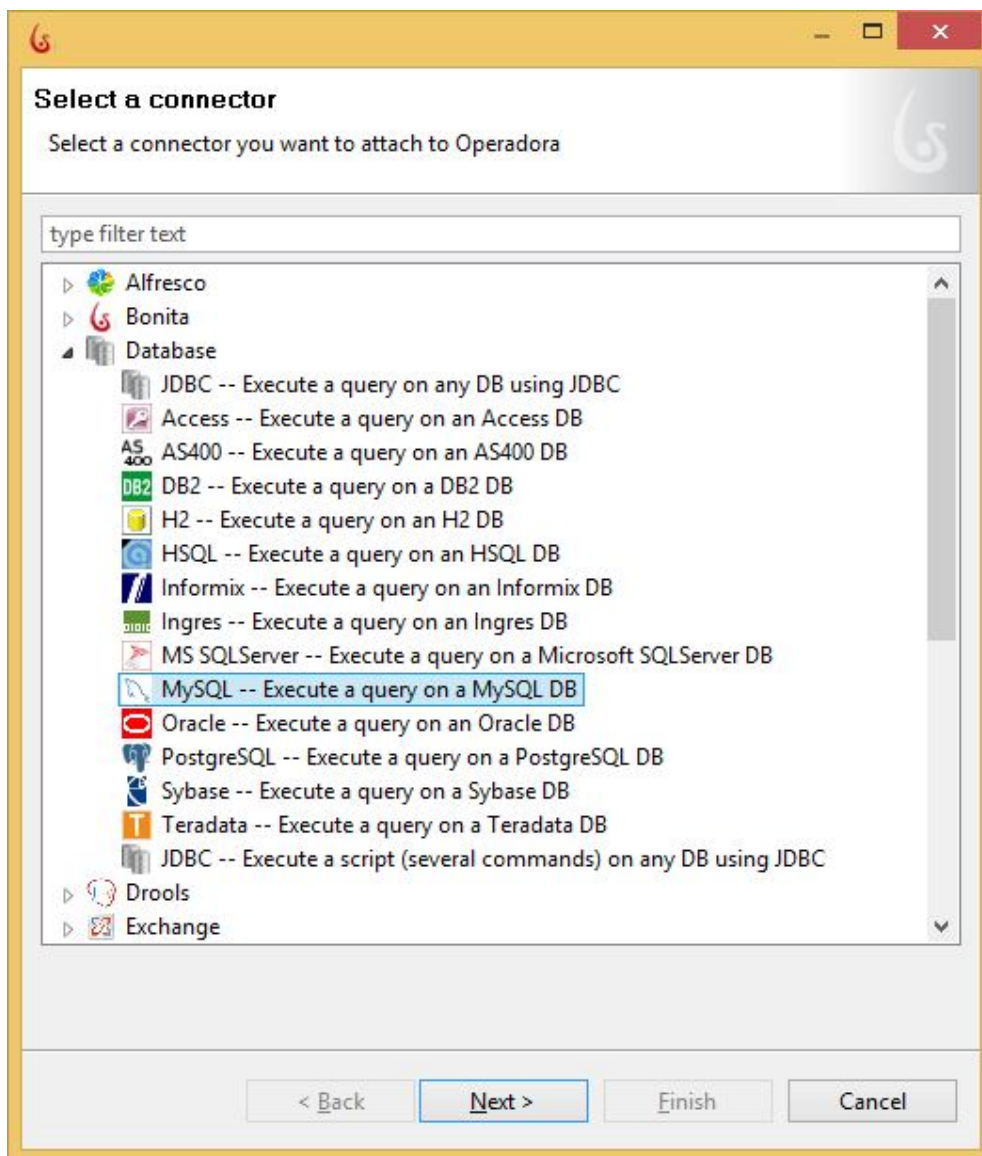 Select a connector
Select a connector you want to attach to Operadora
type filter text
Alfresco
Bonita
Database
JDBC -- Execute a query on any DB using JDBC
Access -- Execute a query on an Access DB
AS400 AS400 -- Execute a query on an AS400 DB
DB2 DB2 -- Execute a query on a DB2 DB
H2 -- Execute a query on an H2 DB
HSQL -- Execute a query on an HSQL DB
Informix -- Execute a query on an Informix DB
Ingres -- Execute a query on an Ingres DB
MS SQLServer -- Execute a query on a Microsoft SQLServer DB
MySQL -- Execute a query on a MySQL DB
Oracle -- Execute a query on an Oracle DB
PostgreSQL -- Execute a query on a PostgreSQL DB
Sybase -- Execute a query on a Sybase DB
T Teradata -- Execute a query on a Teradata DB
JDBC -- Execute a script (several commands) on any DB using JDBC
Drools
Exchange
< Back Next > Finish Cancel